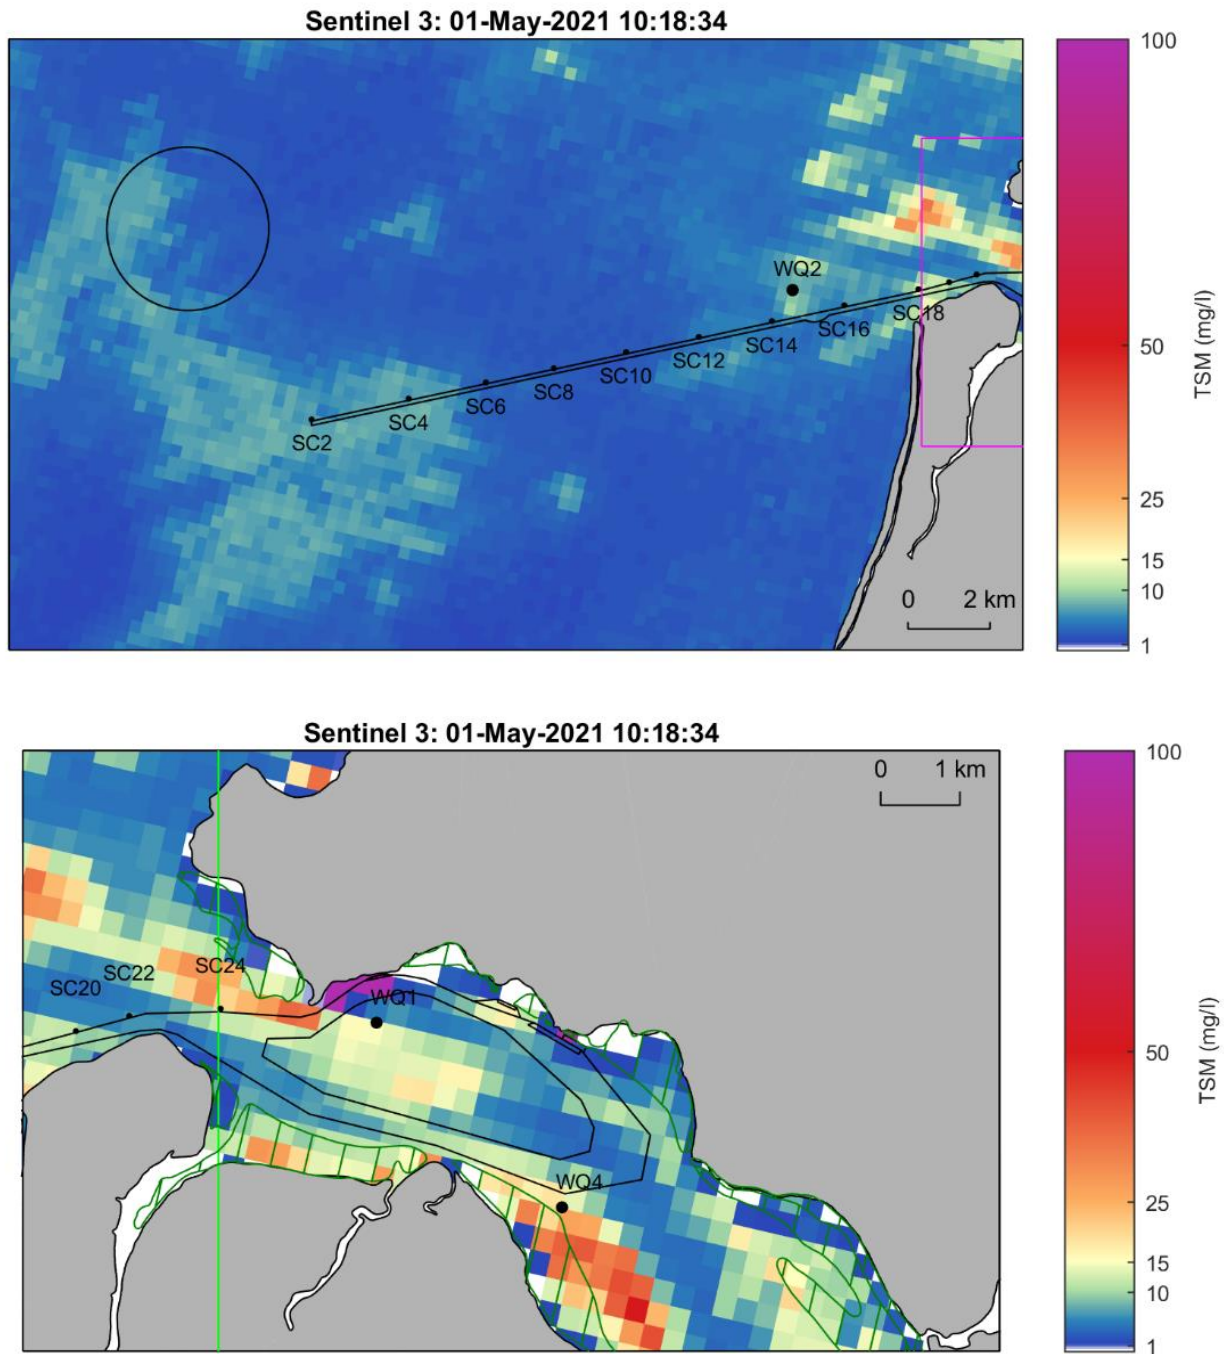 Sentinel 3: 01-May-2021 10:18:34
100
WQ2
SC18
SC16
SC14
50
SC12
SC10
SC8
SC6
SC4
SC2
TSM (mg/l)
25
15
10
0 2 km
1
Sentinel 3: 01-May-2021 10:18:34
0 1 km
100
SC24
SC22
SC20
WQ1
50
TSM (mg/l)
WQ4
25
15
10
1